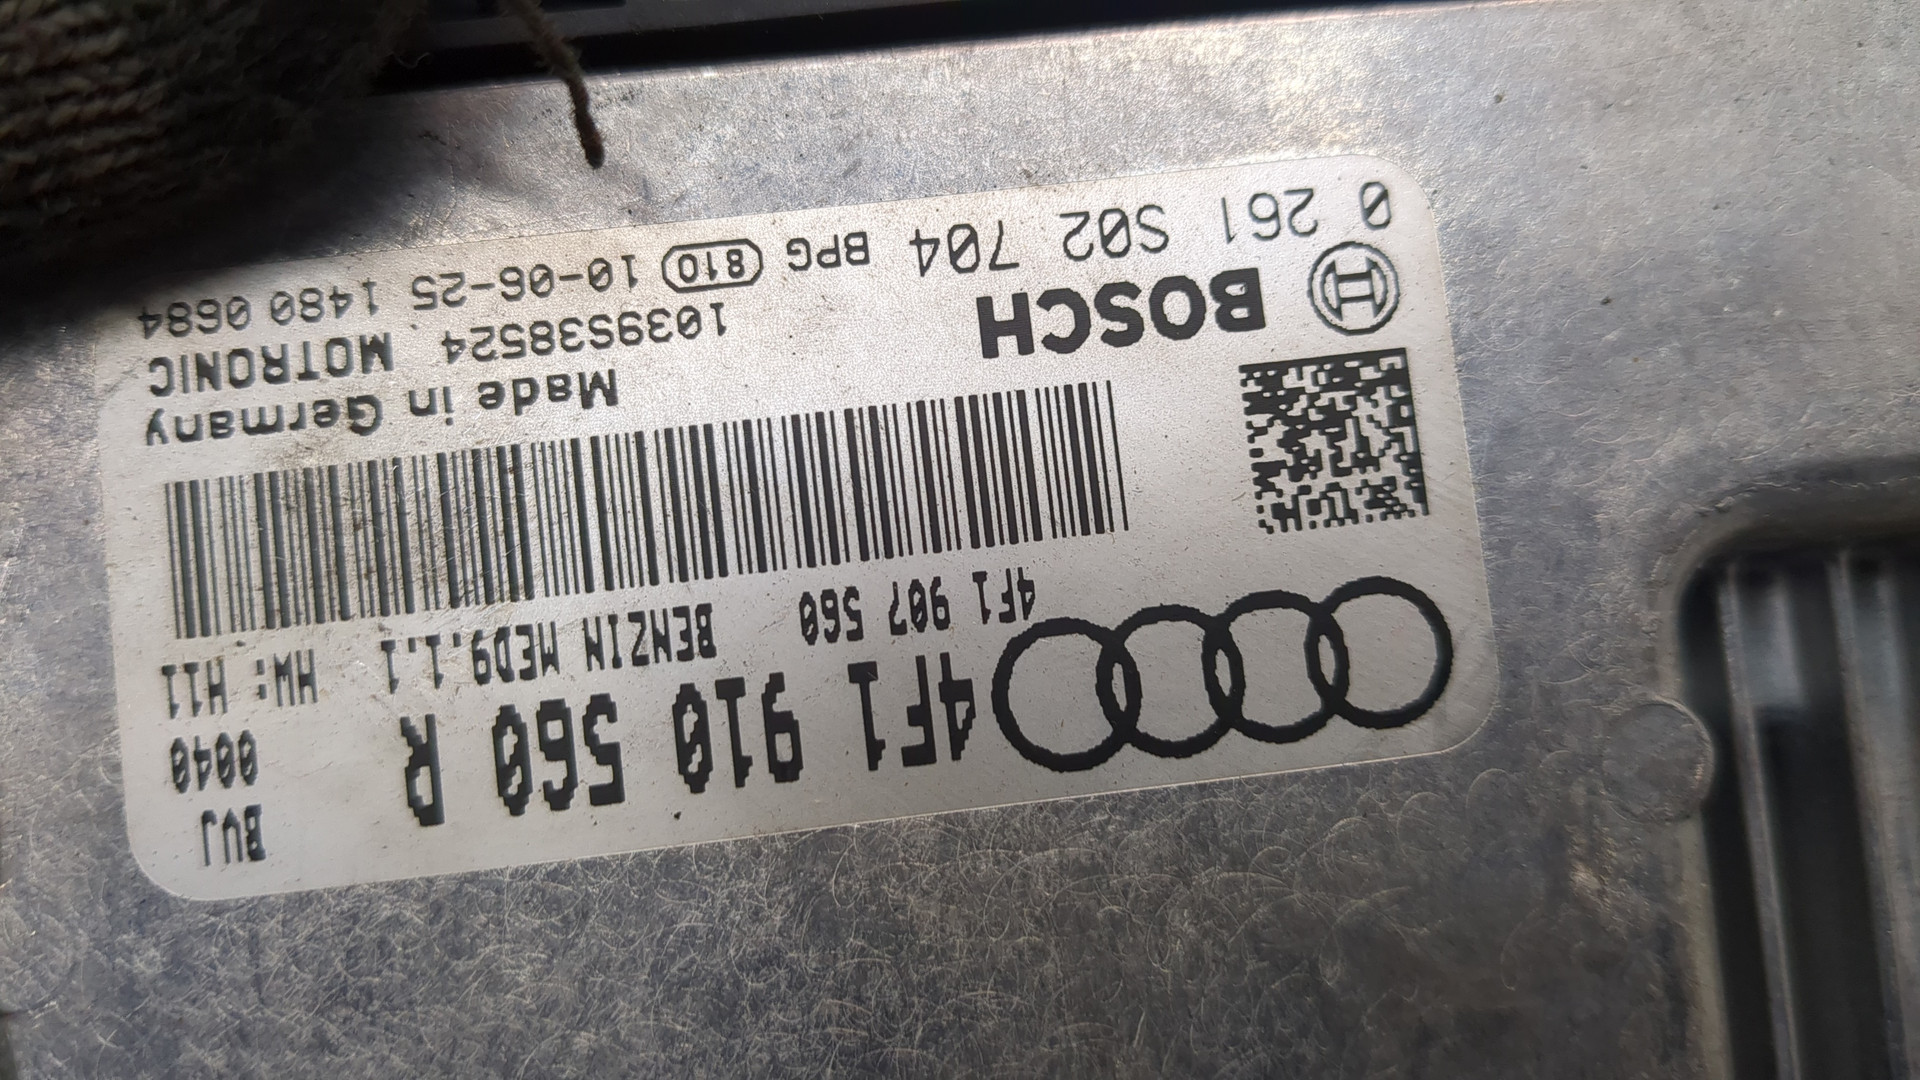 BVJ
4F1 910 560 R 0040
4F1 907 560 BENZIN MED9.1.1 HW: H11
Made in Germany
BOSCH 1039S38524 MOTRONIC
0 261 S02 704 BPG 810 10-06-25 1480 0684